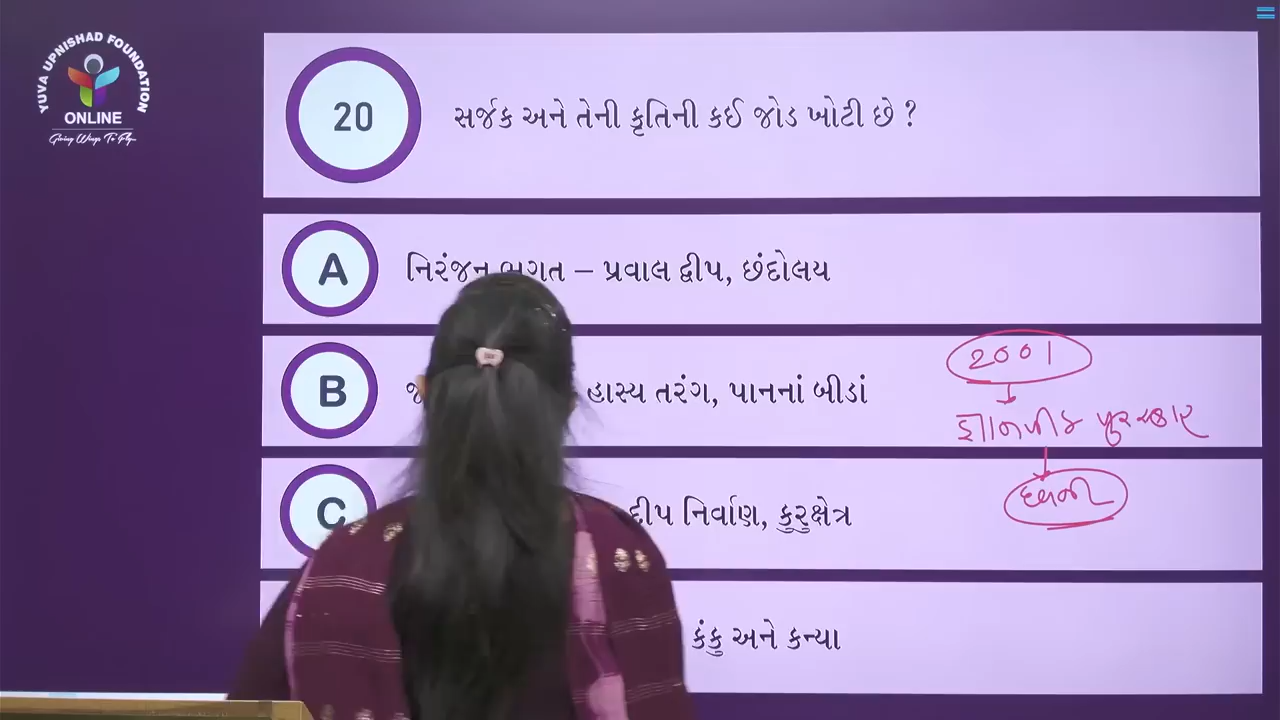 YUVA UPNISHAD FOUNDATION
ONLINE
Giving Wings To Fly
20
સર્જક અને તેની કૃતિની કઈ જોડ ખોટી છે ?
A
નિરંજન ભગત – પ્રવાલ દ્વીપ, છંદોલય
B
હાસ્ય તરંગ, પાનનાં બીડાં
2001
જ્ઞાનપીઠ પુરસ્કાર
C
દીપ નિર્વાણ, કુરુક્ષેત્ર
કંકુ અને કન્યા